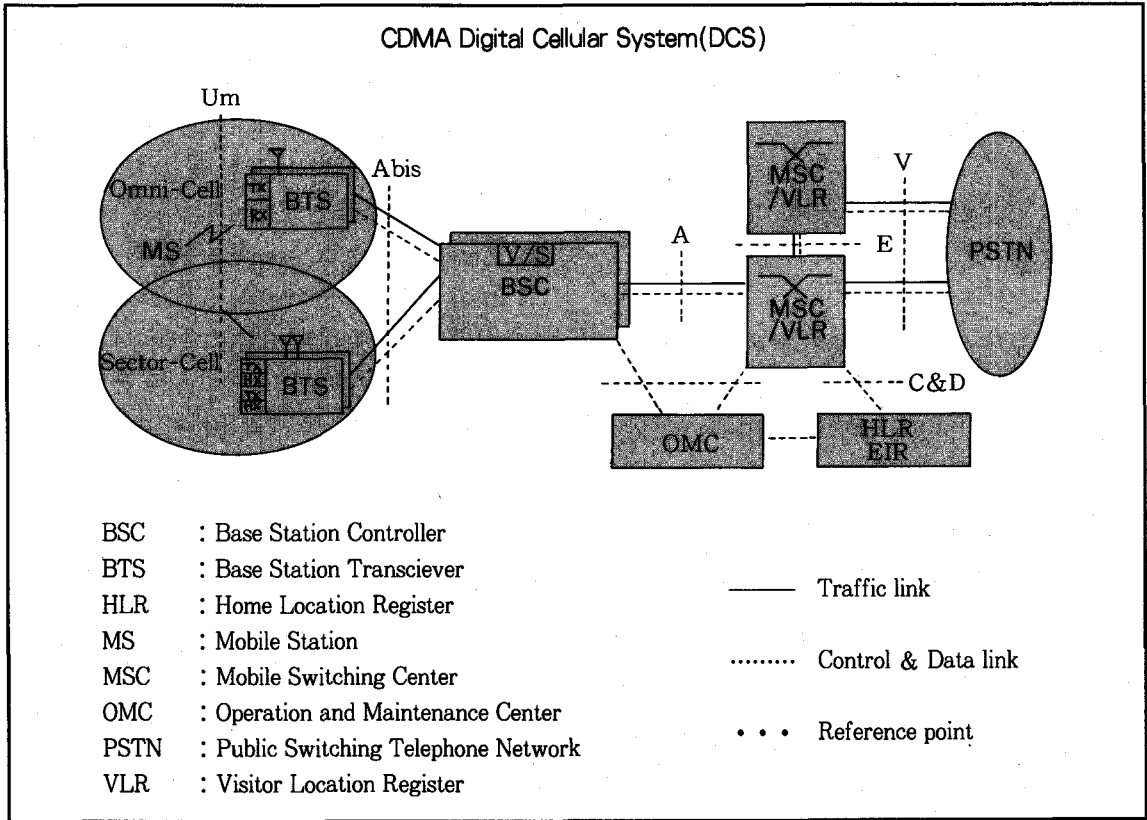 CDMA Digital Cellular System(DCS)
Um
Abis
Omni-Cell
TX
RX
BTS
MS
Sector-Cell
TX
RX
TX
RX
BTS
V/S
BSC
A
MSC
/VLR
E
V
MSC
/VLR
PSTN
C&D
OMC
HLR
EIR
BSC : Base Station Controller
BTS : Base Station Transciever
HLR : Home Location Register
MS : Mobile Station
MSC : Mobile Switching Center
OMC : Operation and Maintenance Center
PSTN : Public Switching Telephone Network
VLR : Visitor Location Register
Traffic link
Control & Data link
Reference point